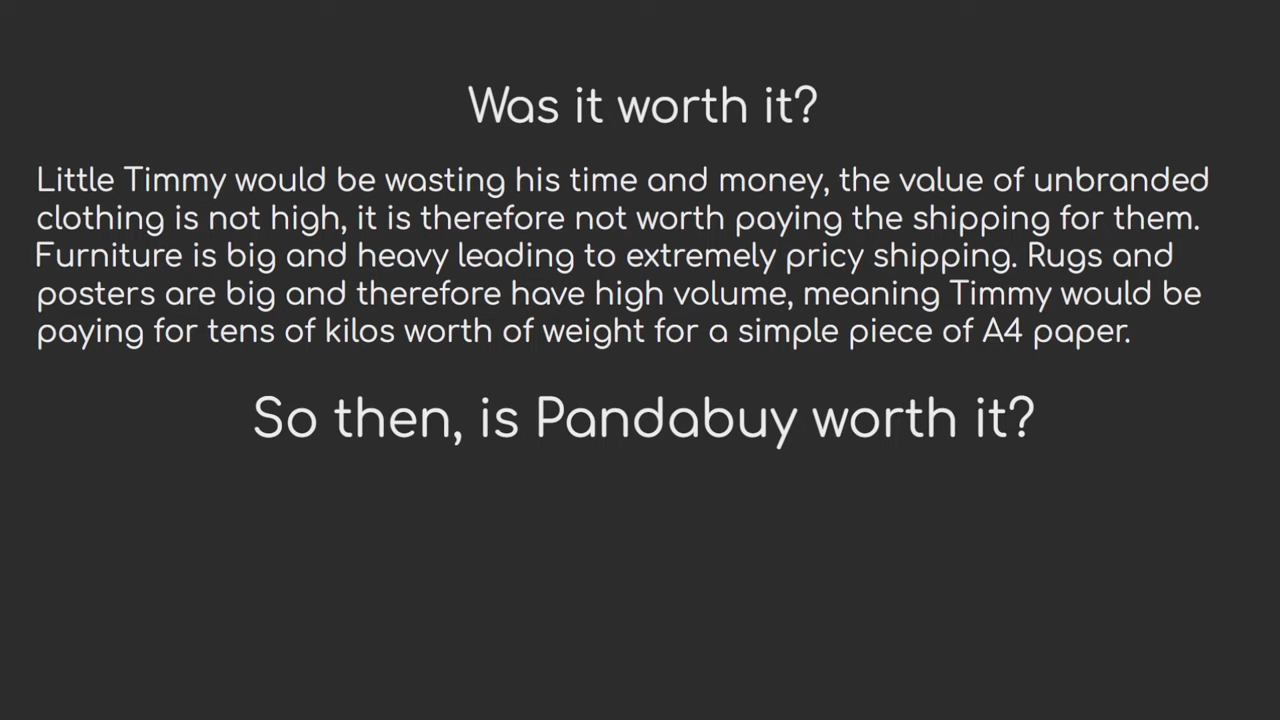 Was it worth it?
Little Timmy would be wasting his time and money, the value of unbranded
clothing is not high, it is therefore not worth paying the shipping for them.
Furniture is big and heavy leading to extremely pricy shipping. Rugs and
posters are big and therefore have high volume, meaning Timmy would be
paying for tens of kilos worth of weight for a simple piece of A4 paper.
So then, is Pandabuy worth it?